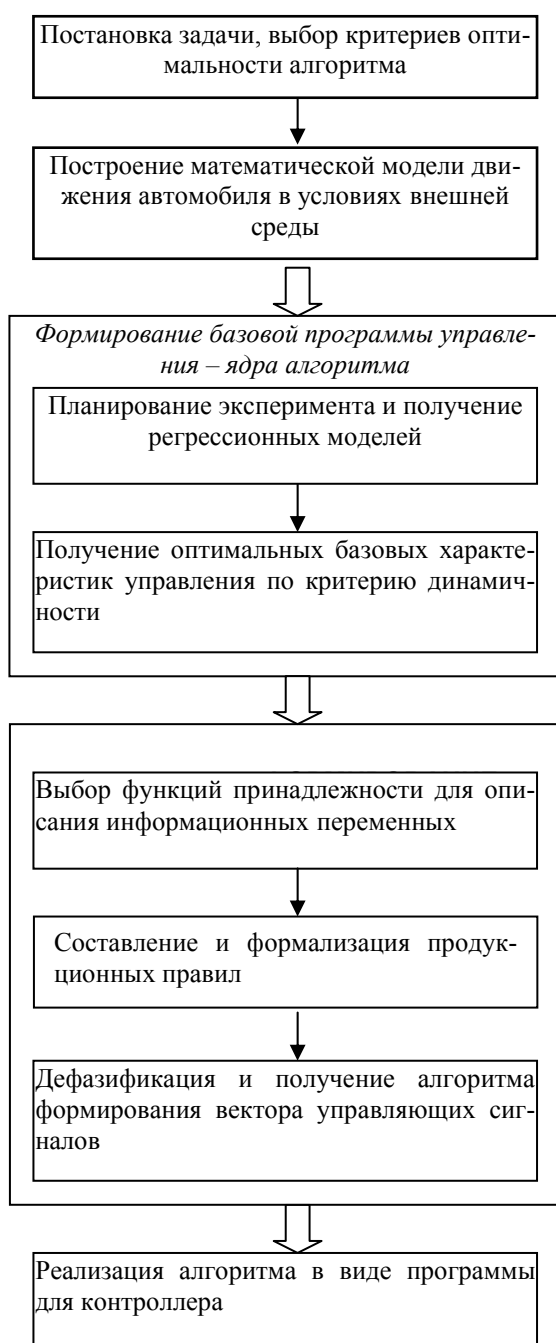 Постановка задачи, выбор критериев опти-
мальности алгоритма
Построение математической модели дви-
жения автомобиля в условиях внешней
среды
Формирование базовой программы управле-
ния – ядра алгоритма
Планирование эксперимента и получение
регрессионных моделей
Получение оптимальных базовых характе-
ристик управления по критерию динамич-
ности
Выбор функций принадлежности для опи-
сания информационных переменных
Составление и формализация продук-
ционных правил
Дефазификация и получение алгоритма
формирования вектора управляющих сиг-
налов
Реализация алгоритма в виде программы
для контроллера